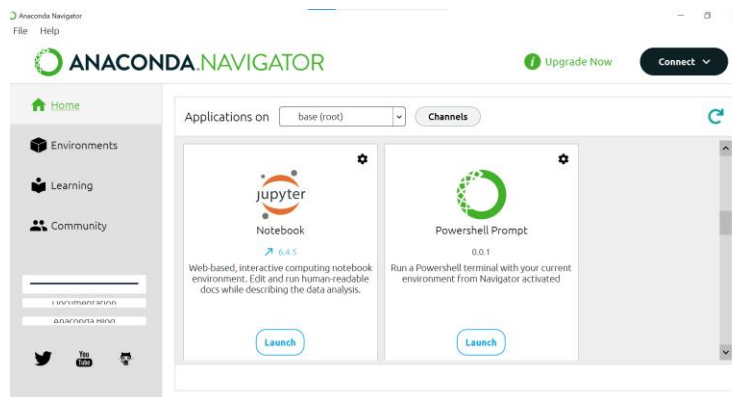 Anaconda Navigator
File Help
ANACONDA.NAVIGATOR
i Upgrade Now
Connect
Home
Environments
Learning
Community
Documentation
Anaconda Blog
You
Tube
Applications on base (root) Channels
jupyter
Notebook
6.4.5
Web-based, interactive computing notebook
environment. Edit and run human-readable
docs while describing the data analysis.
Launch
Powershell Prompt
0.0.1
Run a Powershell terminal with your current
environment from Navigator activated
Launch